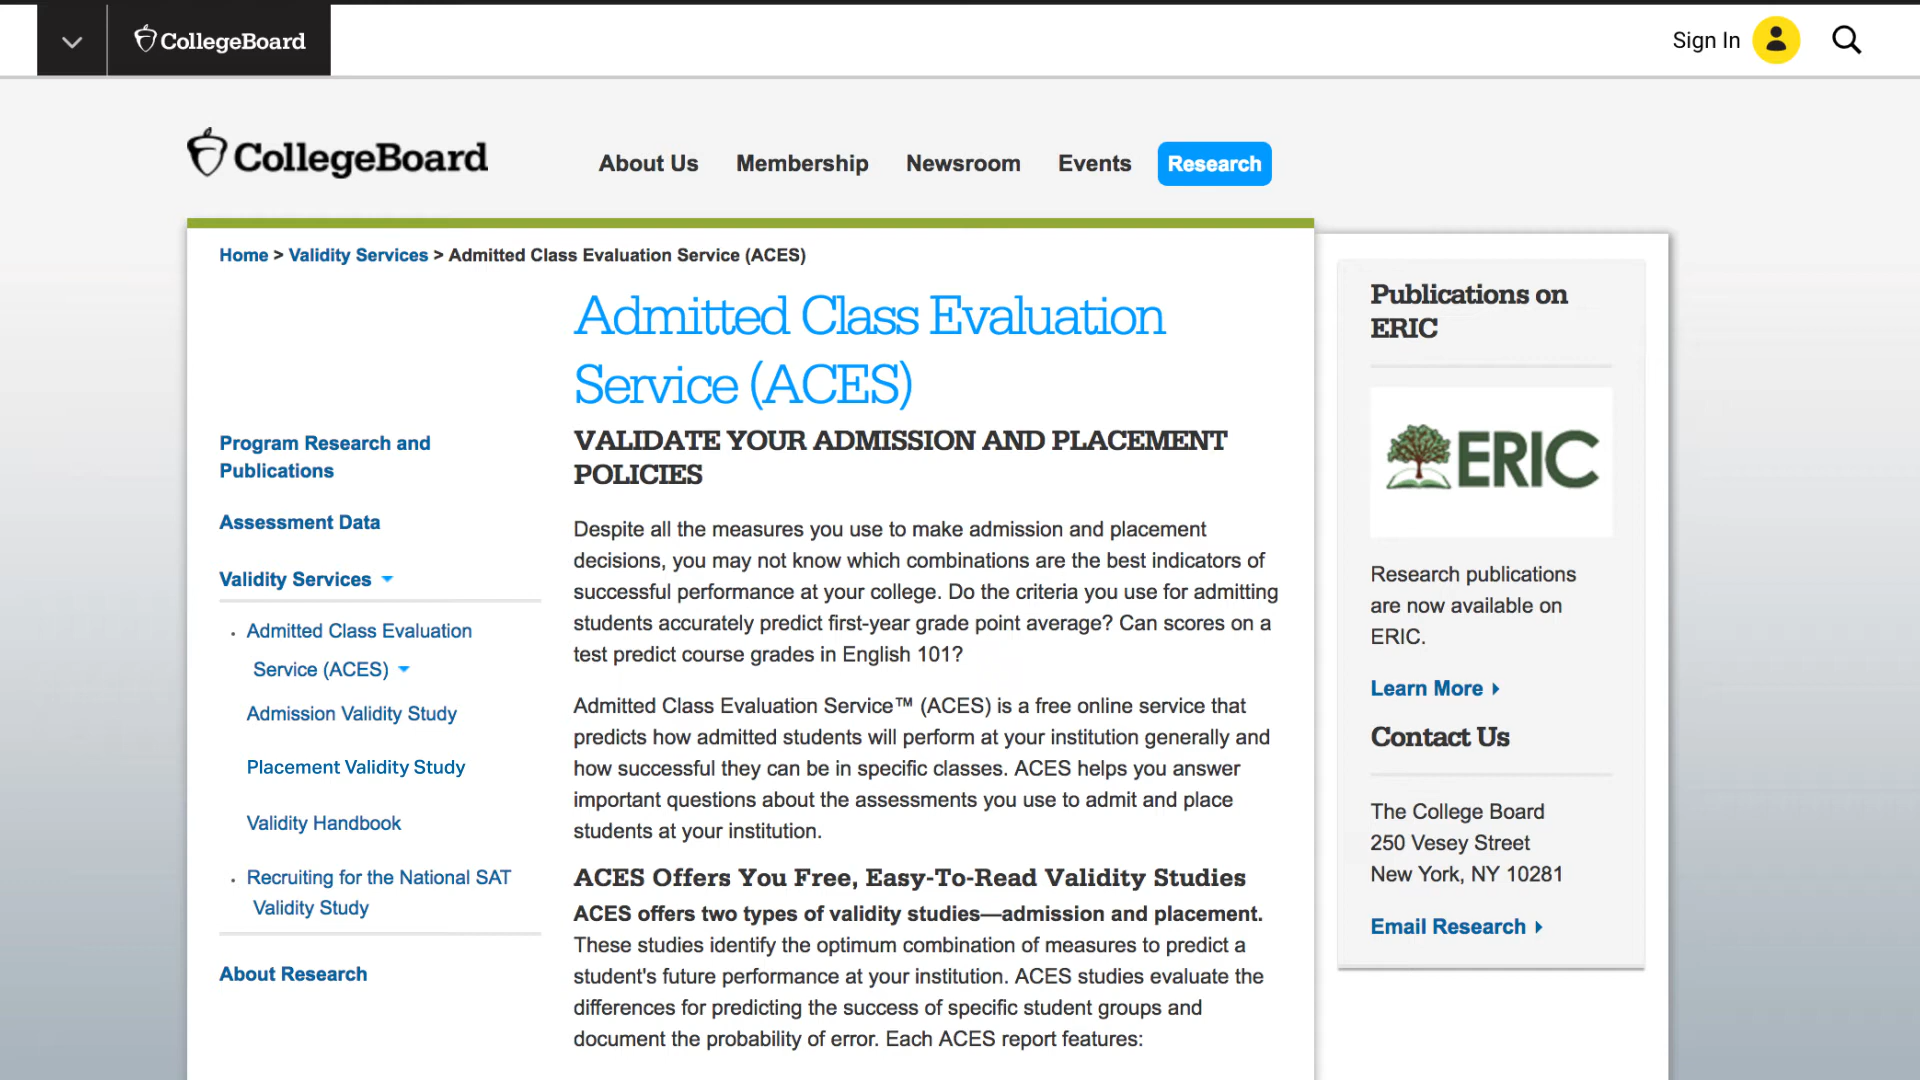 CollegeBoard
Sign In
CollegeBoard
About Us
Membership
Newsroom
Events
Research
Home > Validity Services > Admitted Class Evaluation Service (ACES)
Program Research and
Publications
Assessment Data
Validity Services
Admitted Class Evaluation
Service (ACES)
Admission Validity Study
Placement Validity Study
Validity Handbook
Recruiting for the National SAT
Validity Study
About Research
Admitted Class Evaluation
Service (ACES)
VALIDATE YOUR ADMISSION AND PLACEMENT
POLICIES
Despite all the measures you use to make admission and placement
decisions, you may not know which combinations are the best indicators of
successful performance at your college. Do the criteria you use for admitting
students accurately predict first-year grade point average? Can scores on a
test predict course grades in English 101?
Admitted Class Evaluation Service™ (ACES) is a free online service that
predicts how admitted students will perform at your institution generally and
how successful they can be in specific classes. ACES helps you answer
important questions about the assessments you use to admit and place
students at your institution.
ACES Offers You Free, Easy-To-Read Validity Studies
ACES offers two types of validity studies—admission and placement.
These studies identify the optimum combination of measures to predict a
student's future performance at your institution. ACES studies evaluate the
differences for predicting the success of specific student groups and
document the probability of error. Each ACES report features:
Publications on
ERIC
ERIC
Research publications
are now available on
ERIC.
Learn More
Contact Us
The College Board
250 Vesey Street
New York, NY 10281
Email Research